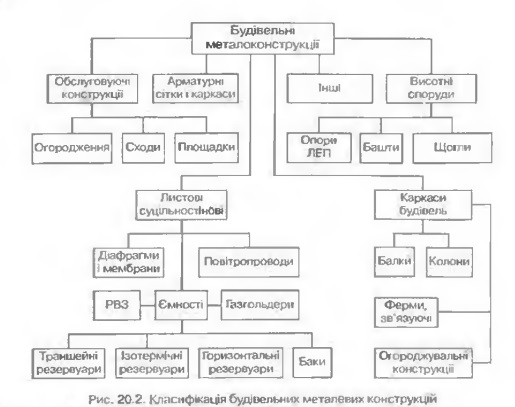 Будівельні
металоконструкції
Обслуговуючі
конструкції
Арматурні
сітки і каркаси
Інші
Висотні
споруди
Огородження
Сходи
Площадки
Опори
ЛЕП
Башти
Щогли
Листові
суцільностінові
Каркаси
будівель
Діафрагми
і мембрани
Повітропроводи
Балки
Колони
РВЗ
Ємності
Газгольдери
Ферми,
зв'язуючі
Траншейні
резервуари
Ізотермічні
резервуари
Горизонтальні
резервуари
Баки
Огороджувальні
конструкції
Рис. 20.2. Класифікація будівельних металевих конструкцій